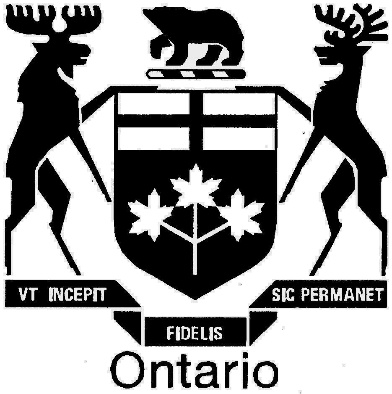 VT INCEPIT SIC PERMANET
FIDELIS
Ontario